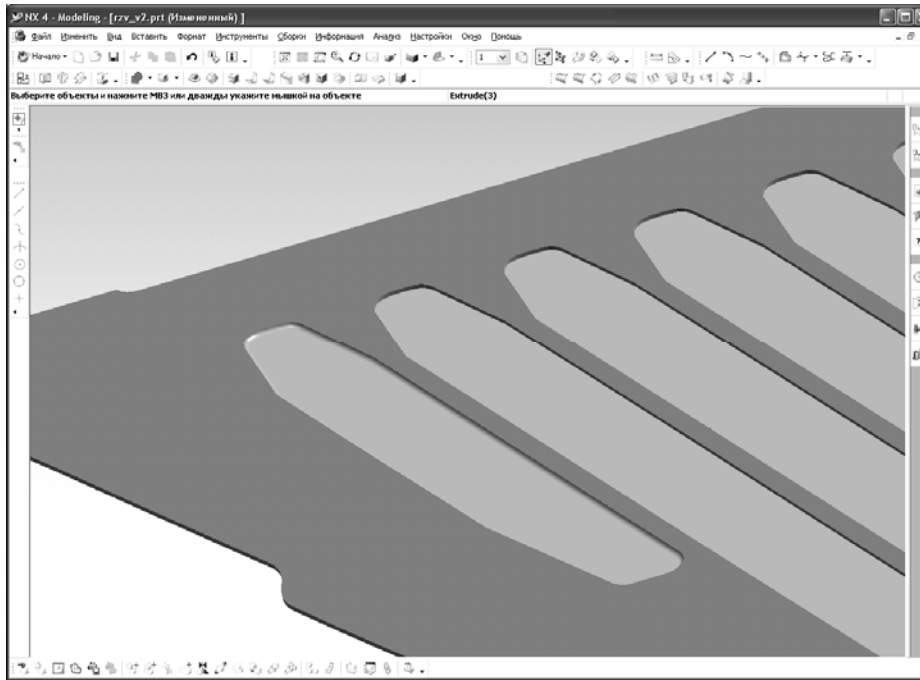 NX 4 - Modeling - [rzv_v2.prt (Измененный) ]
Файл Изменить Вид Вставить Формат Инструменты Сборки Информация Анализ Настройки Окно Помощь
Начало 1
Выберите объекты и нажмите MB3 или дважды укажите мышкой на объекте Extrude(3)